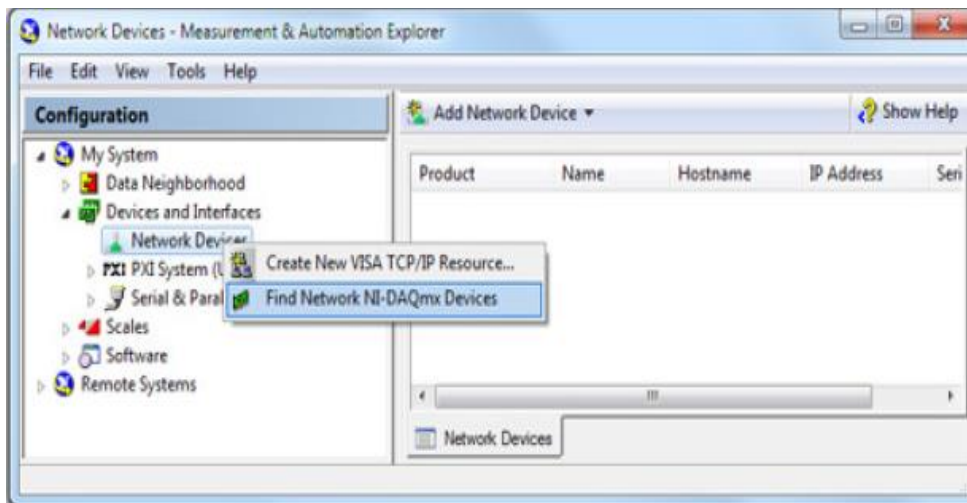 Network Devices - Measurement & Automation Explorer
File Edit View Tools Help
Configuration
My System
Data Neighborhood
Devices and Interfaces
Network Devices
PXI PXI System (U
Serial & Paral
Scales
Software
Remote Systems
Create New VISA TCP/IP Resource...
Find Network NI-DAQmx Devices
Add Network Device
Show Help
Product Name Hostname IP Address Seri
Network Devices